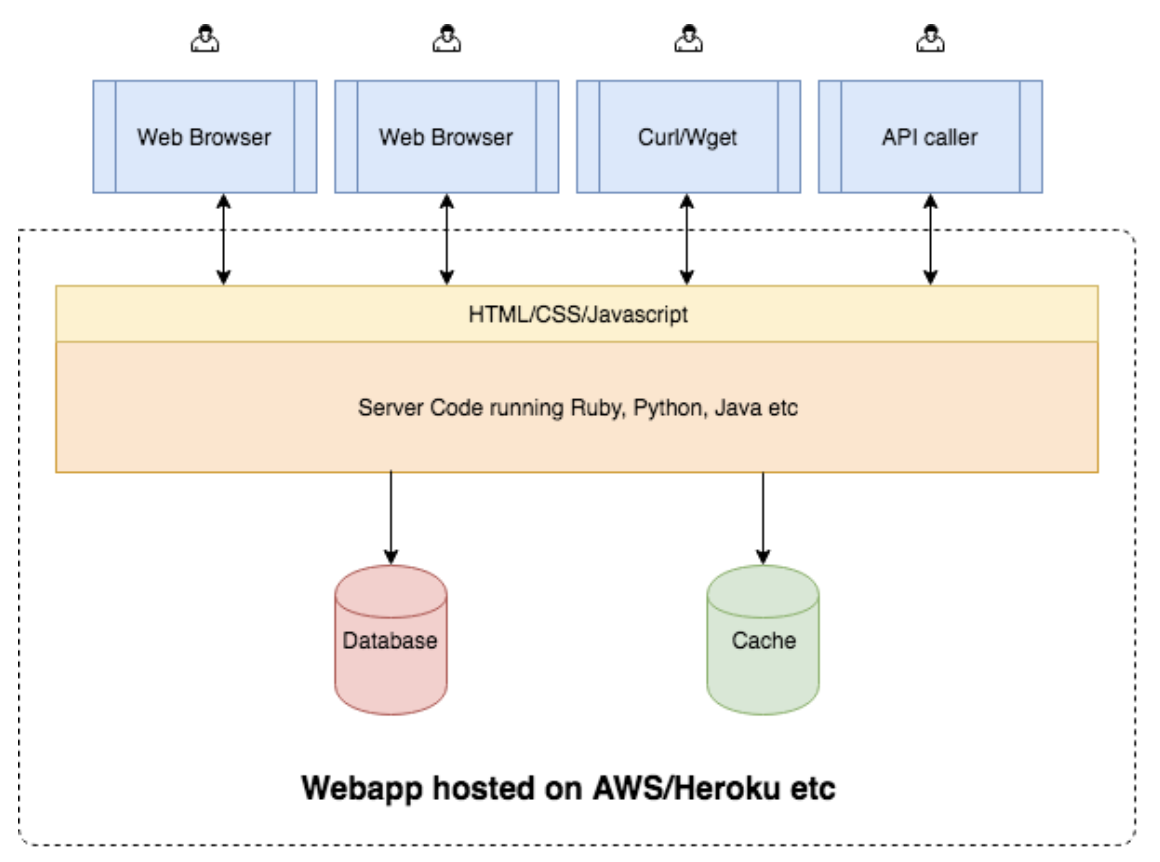 Web Browser
Web Browser
Curl/Wget
API caller
HTML/CSS/Javascript
Server Code running Ruby, Python, Java etc
Database
Cache
Webapp hosted on AWS/Heroku etc